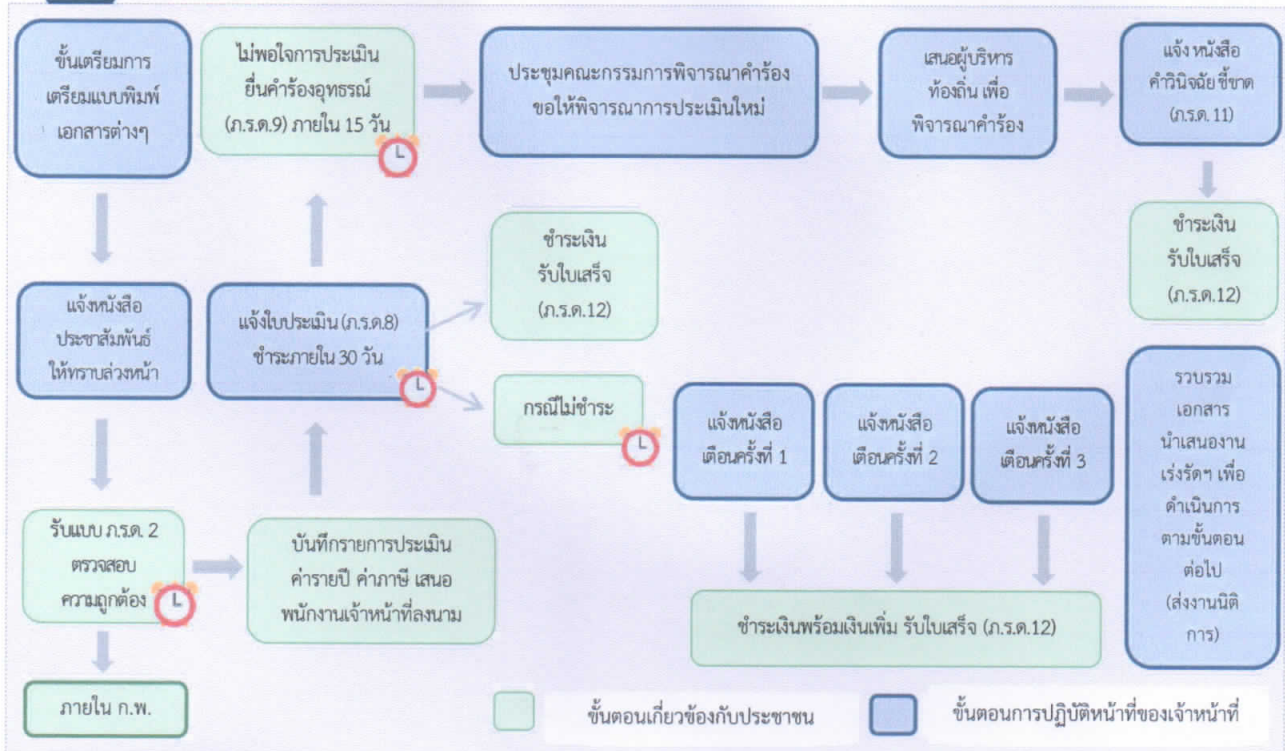 ขั้นเตรียมการ
เตรียมแบบพิมพ์
เอกสารต่างๆ
ไม่พอใจการประเมิน
ยื่นคำร้องอุทธรณ์
(ภ.ร.ด.9) ภายใน 15 วัน
ประชุมคณะกรรมการพิจารณาคำร้อง
ขอให้พิจารณาการประเมินใหม่
เสนอผู้บริหาร
ท้องถิ่น เพื่อ
พิจารณาคำร้อง
แจ้ง หนังสือ
คำวินิจฉัย ชี้ขาด
(ภ.ร.ด. 11)
ชำระเงิน
รับใบเสร็จ
(ภ.ร.ด.12)
แจ้งหนังสือ
ประชาสัมพันธ์
ให้ทราบล่วงหน้า
แจ้งใบประเมิน (ภ.ร.ด.8)
ชำระภายใน 30 วัน
ชำระเงิน
รับใบเสร็จ
(ภ.ร.ด.12)
กรณีไม่ชำระ
แจ้งหนังสือ
เตือนครั้งที่ 1
แจ้งหนังสือ
เตือนครั้งที่ 2
แจ้งหนังสือ
เตือนครั้งที่ 3
รวบรวม
เอกสาร
นำเสนองาน
เร่งรัดฯ เพื่อ
ดำเนินการ
ตามขั้นตอน
ต่อไป
(ส่งงานนิติ
การ)
รับแบบ ภ.ร.ด. 2
ตรวจสอบ
ความถูกต้อง
บันทึกรายการประเมิน
ค่ารายปี ค่าภาษี เสนอ
พนักงานเจ้าหน้าที่ลงนาม
ชำระเงินพร้อมเงินเพิ่ม รับใบเสร็จ (ภ.ร.ด.12)
ภายใน ก.พ.
ขั้นตอนเกี่ยวข้องกับประชาชน
ขั้นตอนการปฏิบัติหน้าที่ของเจ้าหน้าที่